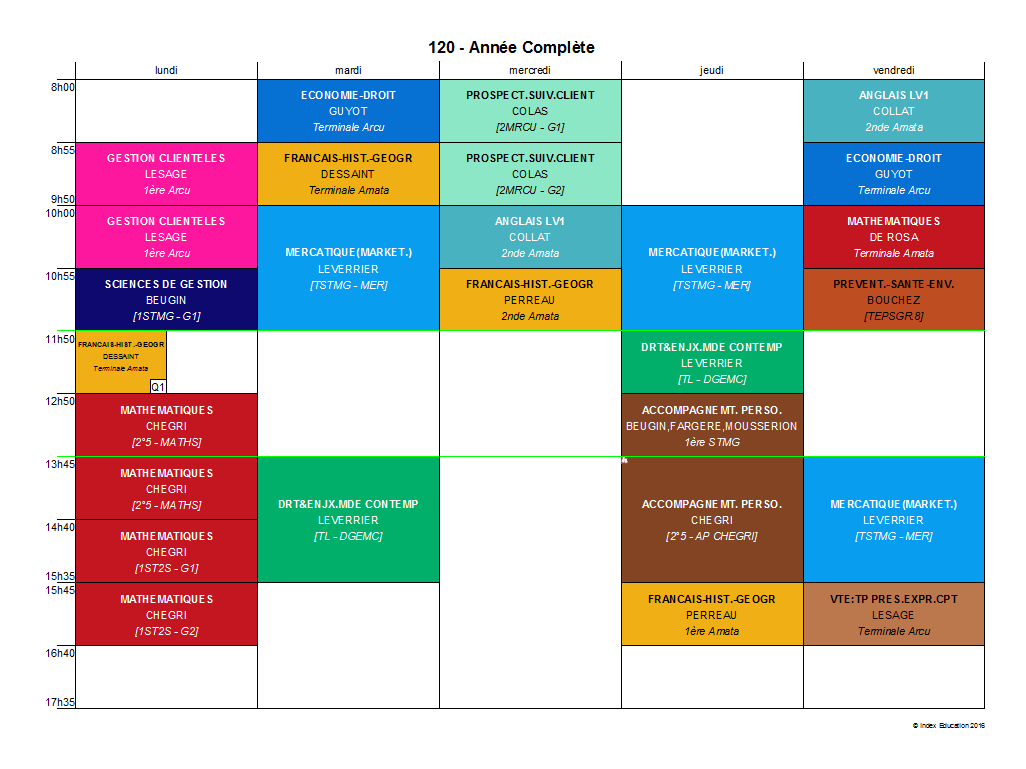 120 - Année Complète
lundi
mardi
mercredi
jeudi
vendredi
8h00
8h55
9h50
10h00
10h55
11h50
12h50
13h45
14h40
15h35
15h45
16h40
17h35
GESTION CLIENTELES
LESAGE
1ère Arcu
GESTION CLIENTELES
LESAGE
1ère Arcu
SCIENCES DE GESTION
BEUGIN
[1STMG - G1]
FRANCAIS-HIST.-GEOGR
DESSAINT
Terminale Amata
Q1
MATHEMATIQUES
CHEGRI
[2°5 - MATHS]
MATHEMATIQUES
CHEGRI
[2°5 - MATHS]
MATHEMATIQUES
CHEGRI
[1ST2S - G1]
MATHEMATIQUES
CHEGRI
[1ST2S - G2]
ECONOMIE-DROIT
GUYOT
Terminale Arcu
FRANCAIS-HIST.-GEOGR
DESSAINT
Terminale Amata
MERCATIQUE(MARKET.)
LEVERRIER
[TSTMG - MER]
DRT&ENJX.MDE CONTEMP
LEVERRIER
[TL - DGEMC]
PROSPECT.SUIV.CLIENT
COLAS
[2MRCU - G1]
PROSPECT.SUIV.CLIENT
COLAS
[2MRCU - G2]
ANGLAIS LV1
COLLAT
2nde Amata
FRANCAIS-HIST.-GEOGR
PERREAU
2nde Amata
MERCATIQUE(MARKET.)
LEVERRIER
[TSTMG - MER]
DRT&ENJX.MDE CONTEMP
LEVERRIER
[TL - DGEMC]
ACCOMPAGNEMT. PERSO.
BEUGIN,FARGERE,MOUSSERION
1ère STMG
ACCOMPAGNEMT. PERSO.
CHEGRI
[2°5 - AP CHEGRI]
FRANCAIS-HIST.-GEOGR
PERREAU
1ère Amata
ANGLAIS LV1
COLLAT
2nde Amata
ECONOMIE-DROIT
GUYOT
Terminale Arcu
MATHEMATIQUES
DE ROSA
Terminale Amata
PREVENT.-SANTE-ENV.
BOUCHEZ
[TEPSGR.8]
MERCATIQUE(MARKET.)
LEVERRIER
[TSTMG - MER]
VTE:TP PRES.EXPR.CPT
LESAGE
Terminale Arcu
© Index Education 2016